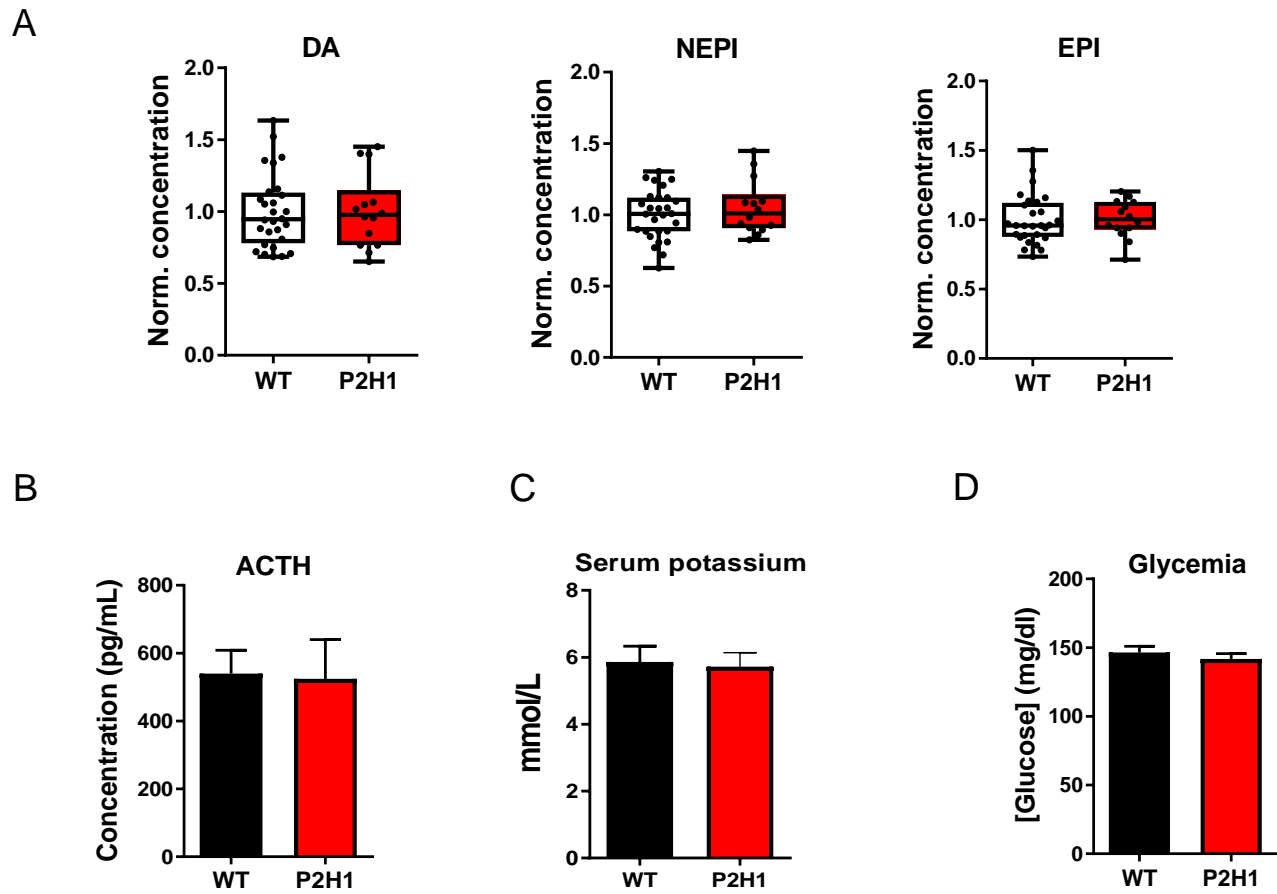 A
DA
Norm. concentration
2.0
1.5
1.0
0.5
0.0
WT P2H1
NEPI
Norm. concentration
2.0
1.5
1.0
0.5
0.0
WT P2H1
EPI
Norm. concentration
2.0
1.5
1.0
0.5
0.0
WT P2H1
B
ACTH
Concentration (pg/mL)
800
600
400
200
0
WT P2H1
C
Serum potassium
mmol/L
8
6
4
2
0
WT P2H1
D
Glycemia
[Glucose] (mg/dl)
200
150
100
50
0
WT P2H1